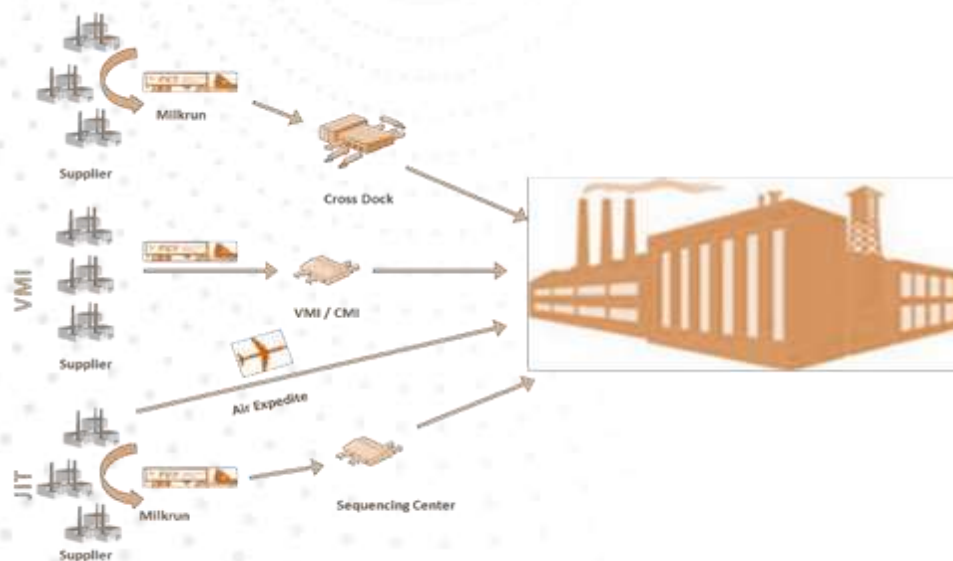 Milkrun
Supplier
Cross Dock
VMI
VMI / CMI
Supplier
Air Expedite
JIT
Milkrun
Sequencing Center
Supplier